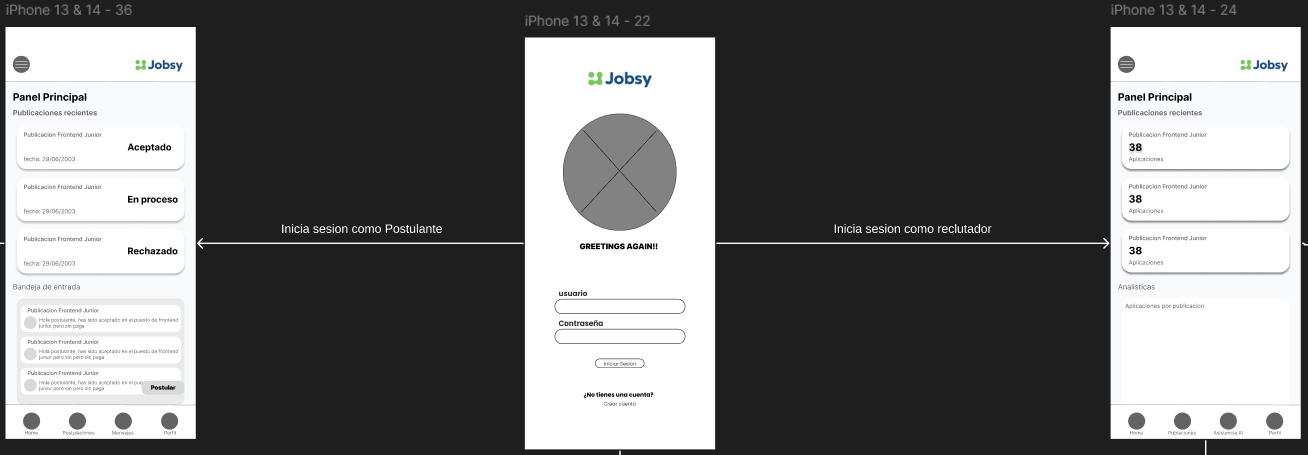 iPhone 13 & 14 - 36
Jobsy
Panel Principal
Publicaciones recientes
Publicacion Frontend Junior
Aceptado
fecha: 29/06/2003
Publicacion Frontend Junior
En proceso
fecha: 29/06/2003
Publicacion Frontend Junior
Rechazado
fecha: 29/06/2003
Bandeja de entrada
Publicacion Frontend Junior
Hola postulante, has sido aceptado en el puesto de frontend
junior pero sin paga
Publicacion Frontend Junior
Hola postulante, has sido aceptado en el puesto de frontend
junior pero sin pero sin paga
Publicacion Frontend Junior
Hola postulante, has sido aceptado en el
junior pero sin pero sin paga
Postular
Home
Postulaciones
Mensajes
Perfil
Inicia sesion como Postulante
iPhone 13 & 14 - 22
Jobsy
GREETINGS AGAIN!!
usuario
Contraseña
Iniciar Sesion
¿No tienes una cuenta?
Crear cuenta
Inicia sesion como reclutador
iPhone 13 & 14 - 24
Jobsy
Panel Principal
Publicaciones recientes
Publicacion Frontend Junior
38
Aplicaciones
Publicacion Frontend Junior
38
Aplicaciones
Publicacion Frontend Junior
38
Aplicaciones
Analisticas
Aplicaciones por publicacion
Home
Publaciones
Asistencia AI
Perfil